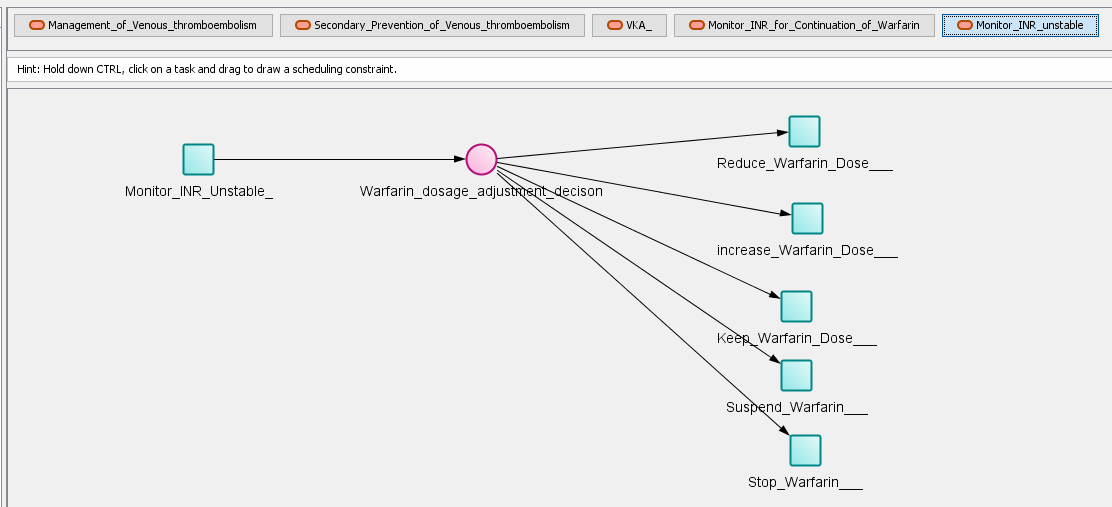 Management_of_Venous_thromboembolism
Secondary_Prevention_of_Venous_thromboembolism
VKA_
Monitor_INR_for_Continuation_of_Warfarin
Monitor_INR_unstable
Hint: Hold down CTRL, click on a task and drag to draw a scheduling constraint.
Monitor_INR_Unstable_
Warfarin_dosage_adjustment_decison
Reduce_Warfarin_Dose___
increase_Warfarin_Dose___
Keep_Warfarin_Dose___
Suspend_Warfarin___
Stop_Warfarin___